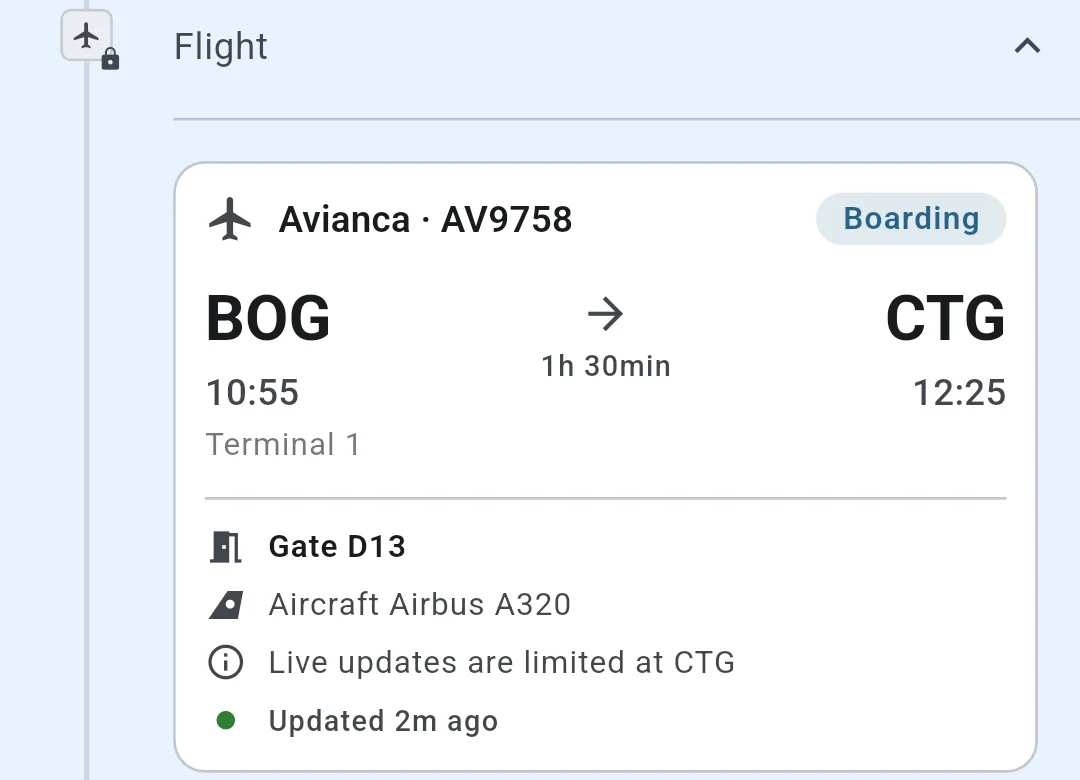 Flight
Avianca · AV9758
Boarding
BOG
CTG
1h 30min
10:55
12:25
Terminal 1
Gate D13
Aircraft Airbus A320
Live updates are limited at CTG
Updated 2m ago